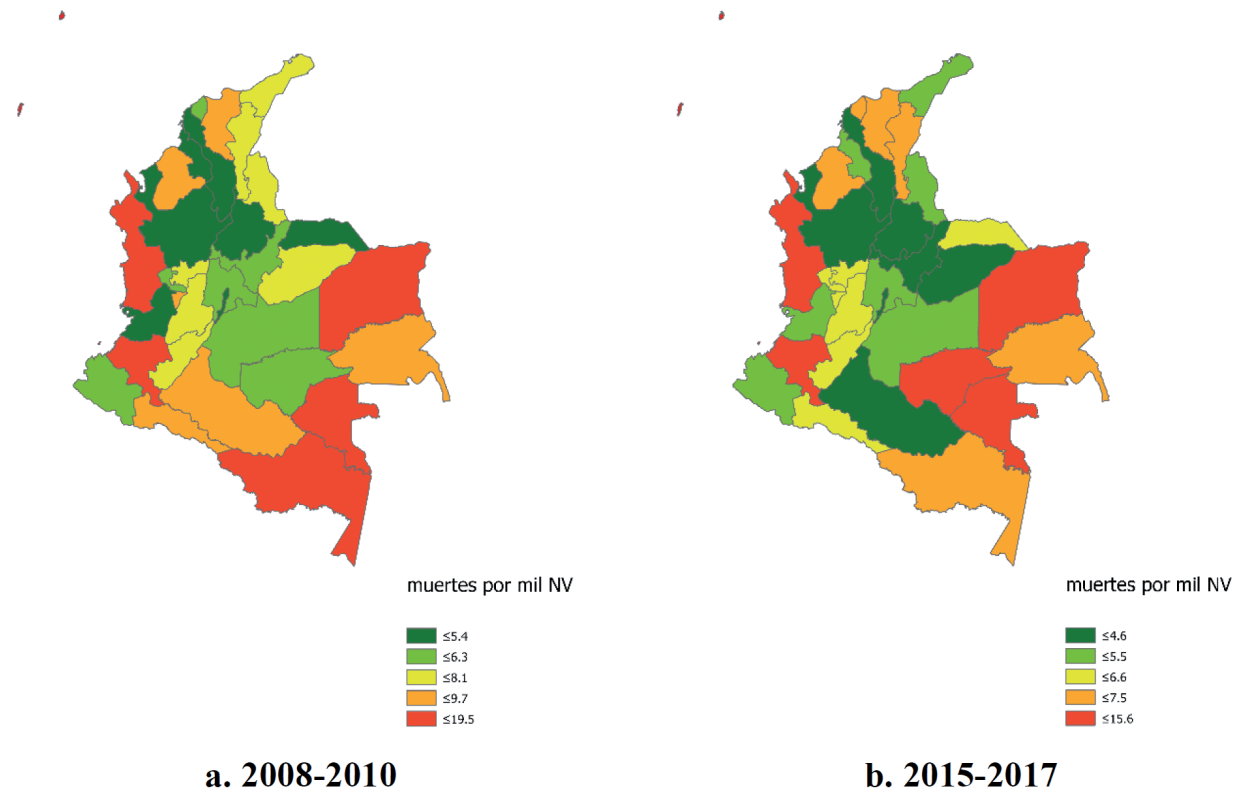 muertes por mil NV
≤5.4
≤6.3
≤8.1
≤9.7
≤19.5
a. 2008-2010
muertes por mil NV
≤4.6
≤5.5
≤6.6
≤7.5
≤15.6
b. 2015-2017